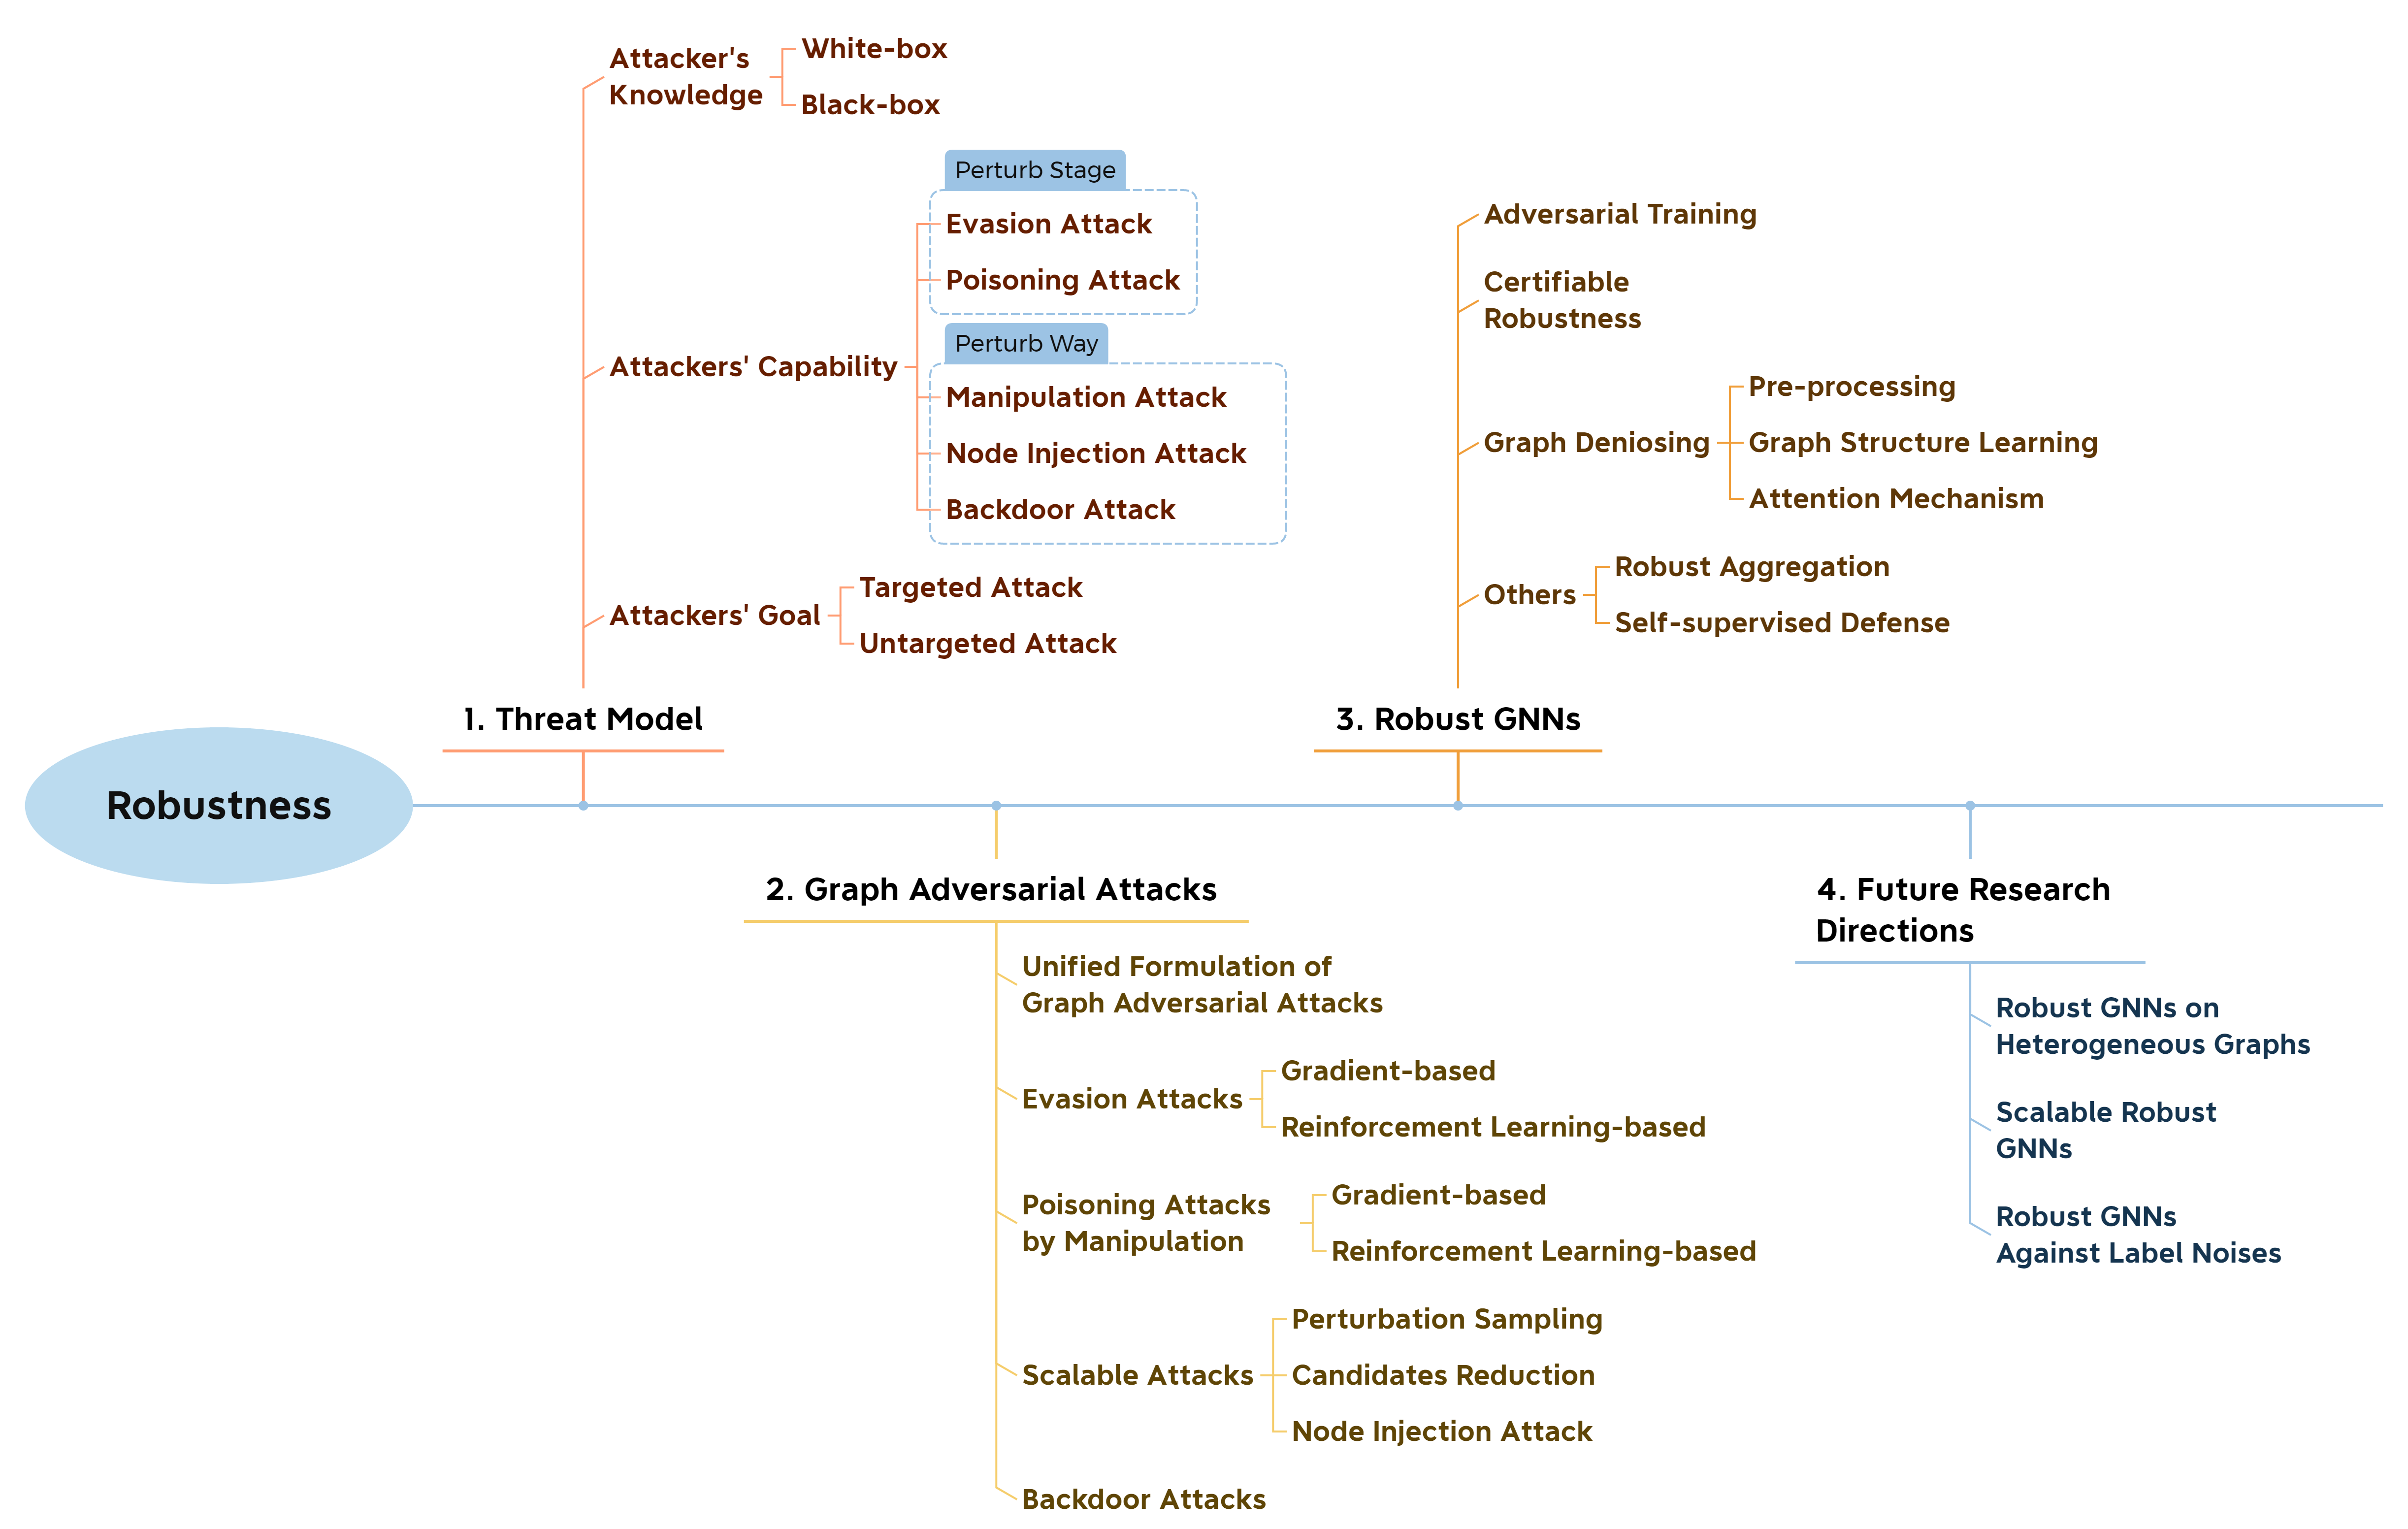 Robustness
1. Threat Model
Attacker's
Knowledge
White-box
Black-box
Attackers' Capability
Perturb Stage
Evasion Attack
Poisoning Attack
Perturb Way
Manipulation Attack
Node Injection Attack
Backdoor Attack
Attackers' Goal
Targeted Attack
Untargeted Attack
2. Graph Adversarial Attacks
Unified Formulation of
Graph Adversarial Attacks
Evasion Attacks
Gradient-based
Reinforcement Learning-based
Poisoning Attacks
by Manipulation
Gradient-based
Reinforcement Learning-based
Scalable Attacks
Perturbation Sampling
Candidates Reduction
Node Injection Attack
Backdoor Attacks
3. Robust GNNs
Adversarial Training
Certifiable
Robustness
Graph Deniosing
Pre-processing
Graph Structure Learning
Attention Mechanism
Others
Robust Aggregation
Self-supervised Defense
4. Future Research
Directions
Robust GNNs on
Heterogeneous Graphs
Scalable Robust
GNNs
Robust GNNs
Against Label Noises